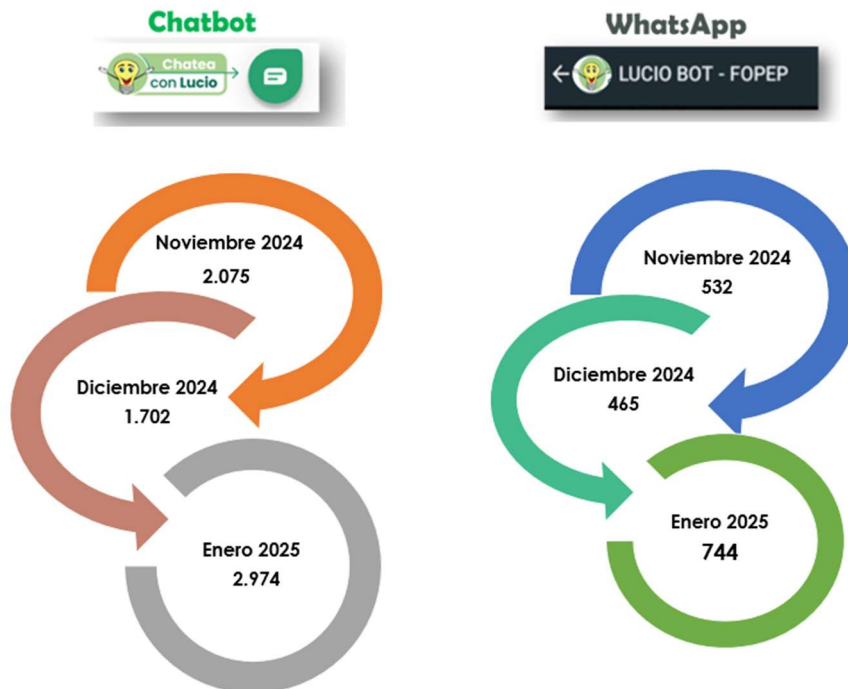 Chatbot
Chatea
con Lucio
Noviembre 2024
2.075
Diciembre 2024
1.702
Enero 2025
2.974
WhatsApp
LUCIO BOT - FOPEP
Noviembre 2024
532
Diciembre 2024
465
Enero 2025
744